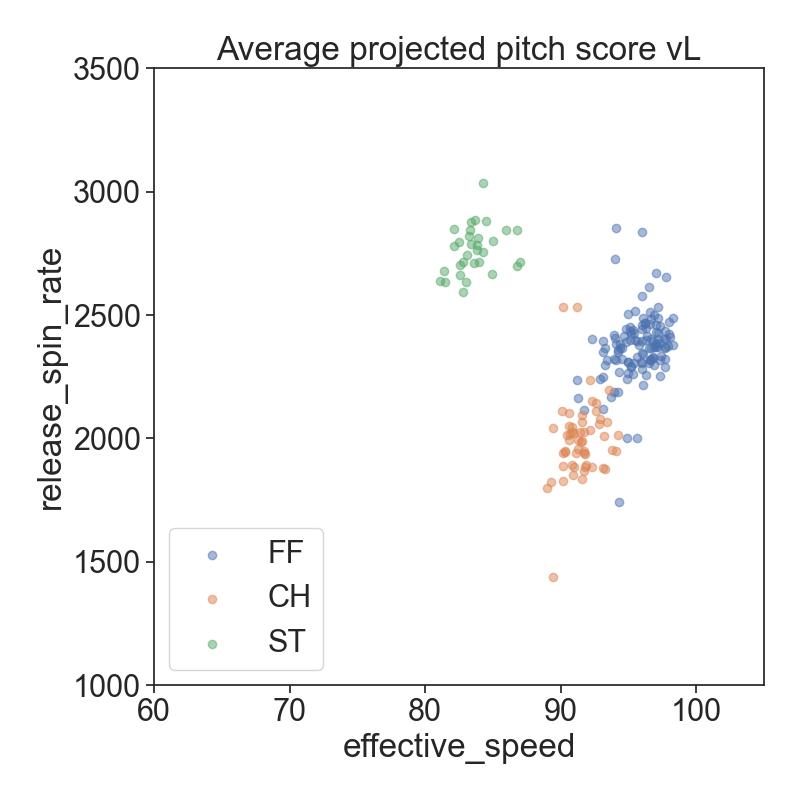 Average projected pitch score vL
3500
3000
2500
2000
1500
1000
release_spin_rate
FF
CH
ST
60 70 80 90 100
effective_speed